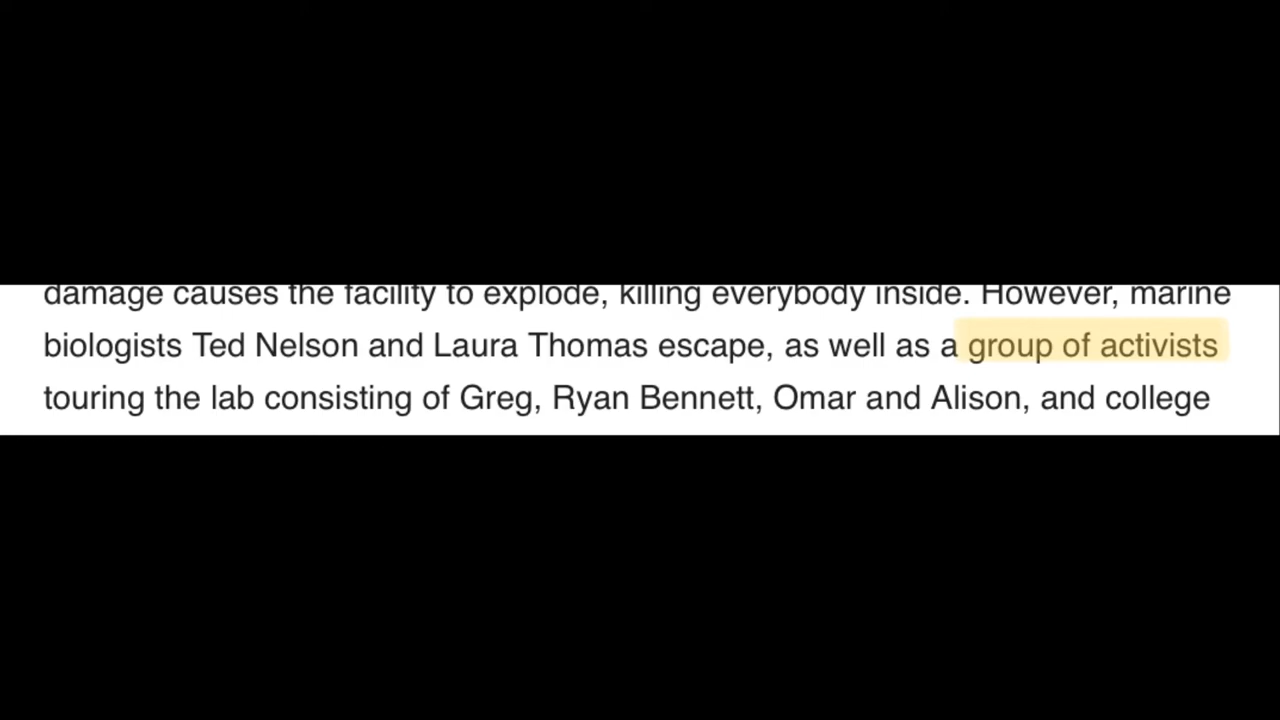 damage causes the facility to explode, killing everybody inside. However, marine
biologists Ted Nelson and Laura Thomas escape, as well as a group of activists
touring the lab consisting of Greg, Ryan Bennett, Omar and Alison, and college